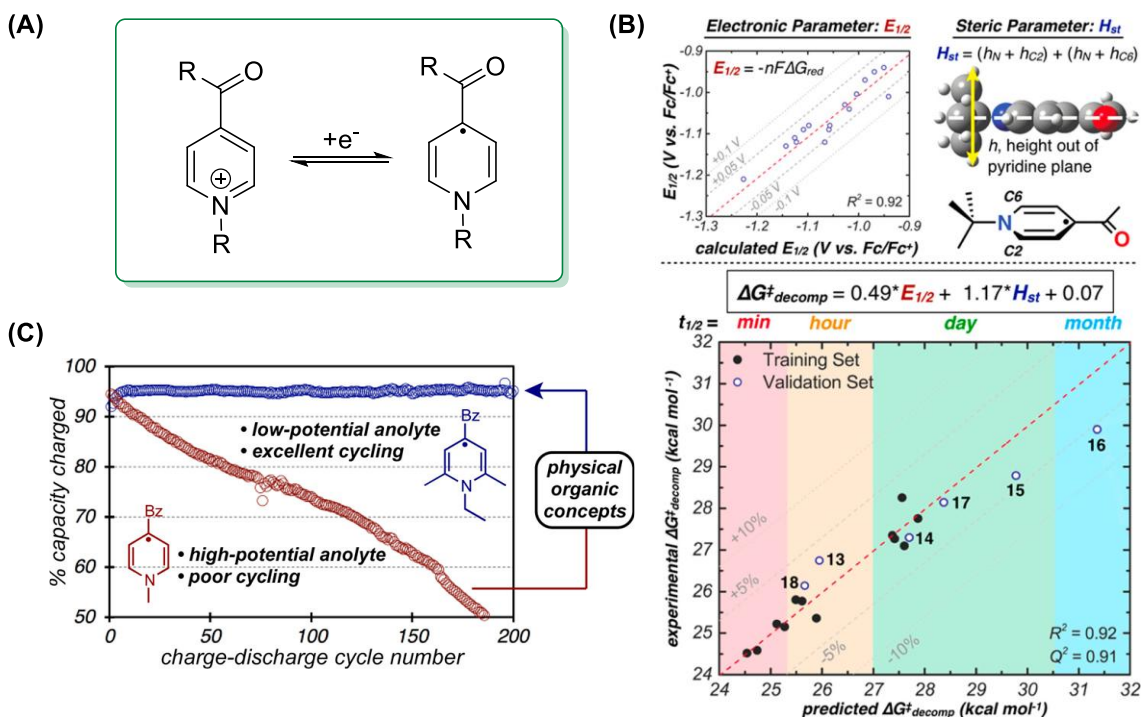 (A)
R
O
N
R
+e-
R
O
N
R
(B)
Electronic Parameter: E1/2
E1/2 = -nFΔGred
E1/2 (V vs. Fc/Fc+)
-0.9
-1.0
-1.1
-1.2
-1.3
+0.1 V
+0.05 V
-0.05 V
-0.1 V
R2 = 0.92
-1.3 -1.2 -1.1 -1.0 -0.9
calculated E1/2 (V vs. Fc/Fc+)
Steric Parameter: Hst
Hst = (hN + hC2) + (hN + hC6)
h, height out of
pyridine plane
C6
N
C2
O
ΔG‡decomp = 0.49*E1/2 + 1.17*Hst + 0.07
t1/2 = min hour day month
experimental ΔG‡decomp (kcal mol-1)
32
31
30
29
28
27
26
25
24
Training Set
Validation Set
+10%
+5%
-5%
-10%
16
15
17
14
13
18
R2 = 0.92
Q2 = 0.91
24 25 26 27 28 29 30 31 32
predicted ΔG‡decomp (kcal mol-1)
(C)
% capacity charged
100
90
80
70
60
50
• low-potential anolyte
• excellent cycling
Bz
N
physical
organic
concepts
Bz
N
• high-potential anolyte
• poor cycling
0 50 100 150 200
charge-discharge cycle number